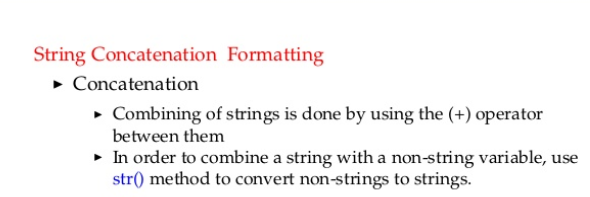 String Concatenation Formatting
▸ Concatenation
▸ Combining of strings is done by using the (+) operator
between them
▸ In order to combine a string with a non-string variable, use
str() method to convert non-strings to strings.